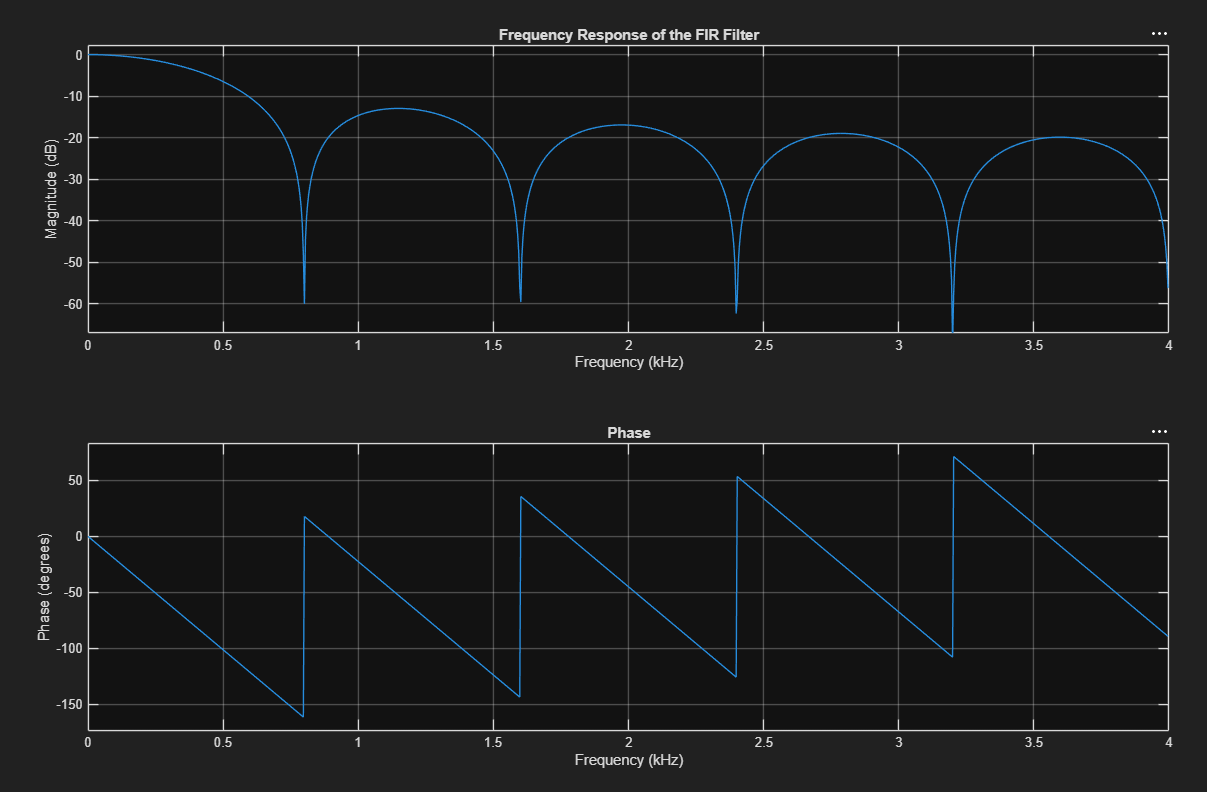 Frequency Response of the FIR Filter
0
-10
-20
-30
-40
-50
-60
Magnitude (dB)
0 0.5 1 1.5 2 2.5 3 3.5 4
Frequency (kHz)
Phase
50
0
-50
-100
-150
Phase (degrees)
0 0.5 1 1.5 2 2.5 3 3.5 4
Frequency (kHz)